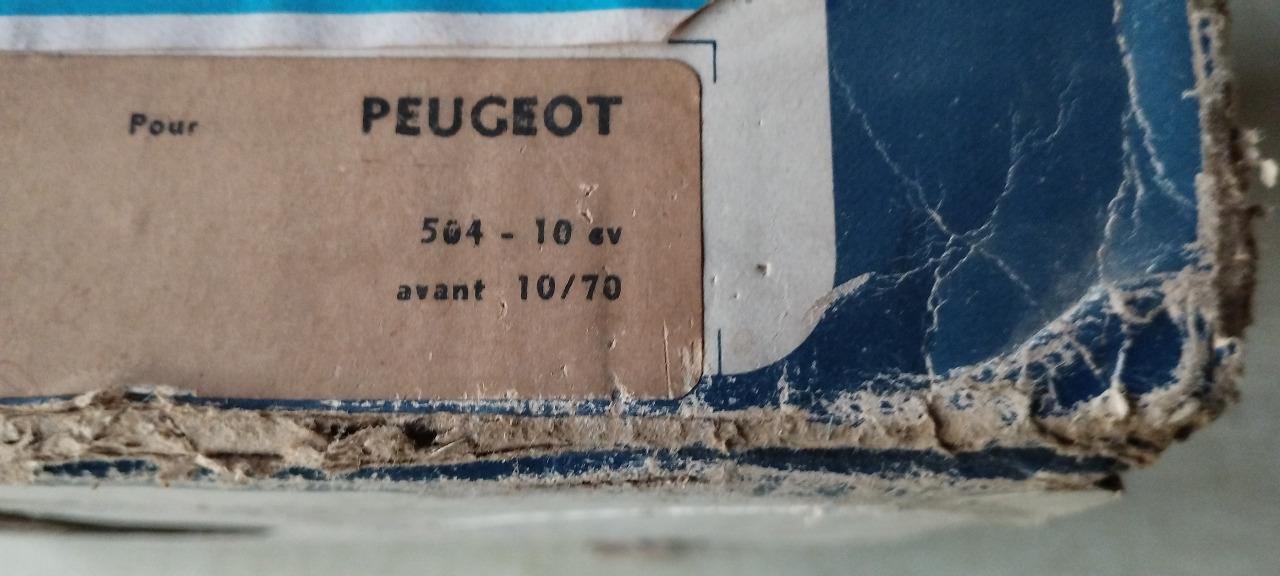 Pour PEUGEOT
504 - 10 cv
avant 10/70